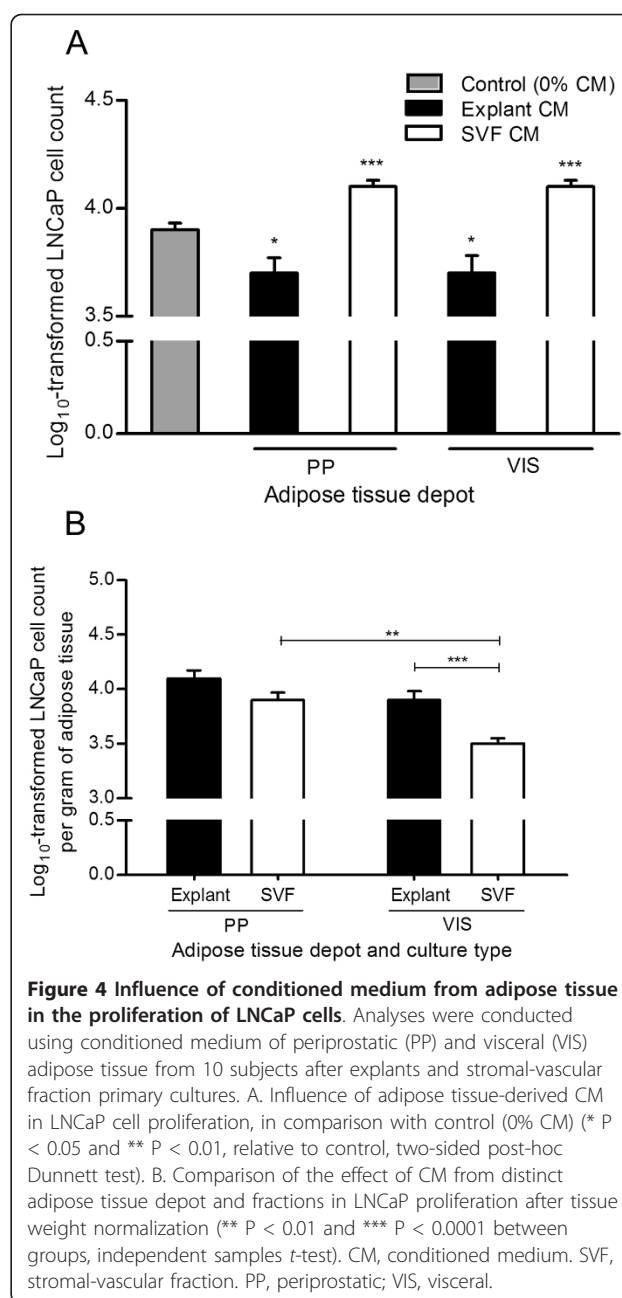 A
Control (0% CM)
Explant CM
SVF CM
Log10-transformed LNCaP cell count
4.5
4.0
3.5
0.5
0.0
*
***
*
***
PP
VIS
Adipose tissue depot
B
Log10-transformed LNCaP cell count
per gram of adipose tissue
5.0
4.5
4.0
3.5
3.0
0.5
0.0
**
***
Explant SVF Explant SVF
PP VIS
Adipose tissue depot and culture type
Figure 4 Influence of conditioned medium from adipose tissue
in the proliferation of LNCaP cells. Analyses were conducted
using conditioned medium of periprostatic (PP) and visceral (VIS)
adipose tissue from 10 subjects after explants and stromal-vascular
fraction primary cultures. A. Influence of adipose tissue-derived CM
in LNCaP cell proliferation, in comparison with control (0% CM) (* P
< 0.05 and ** P < 0.01, relative to control, two-sided post-hoc
Dunnett test). B. Comparison of the effect of CM from distinct
adipose tissue depot and fractions in LNCaP proliferation after tissue
weight normalization (** P < 0.01 and *** P < 0.0001 between
groups, independent samples t-test). CM, conditioned medium. SVF,
stromal-vascular fraction. PP, periprostatic; VIS, visceral.